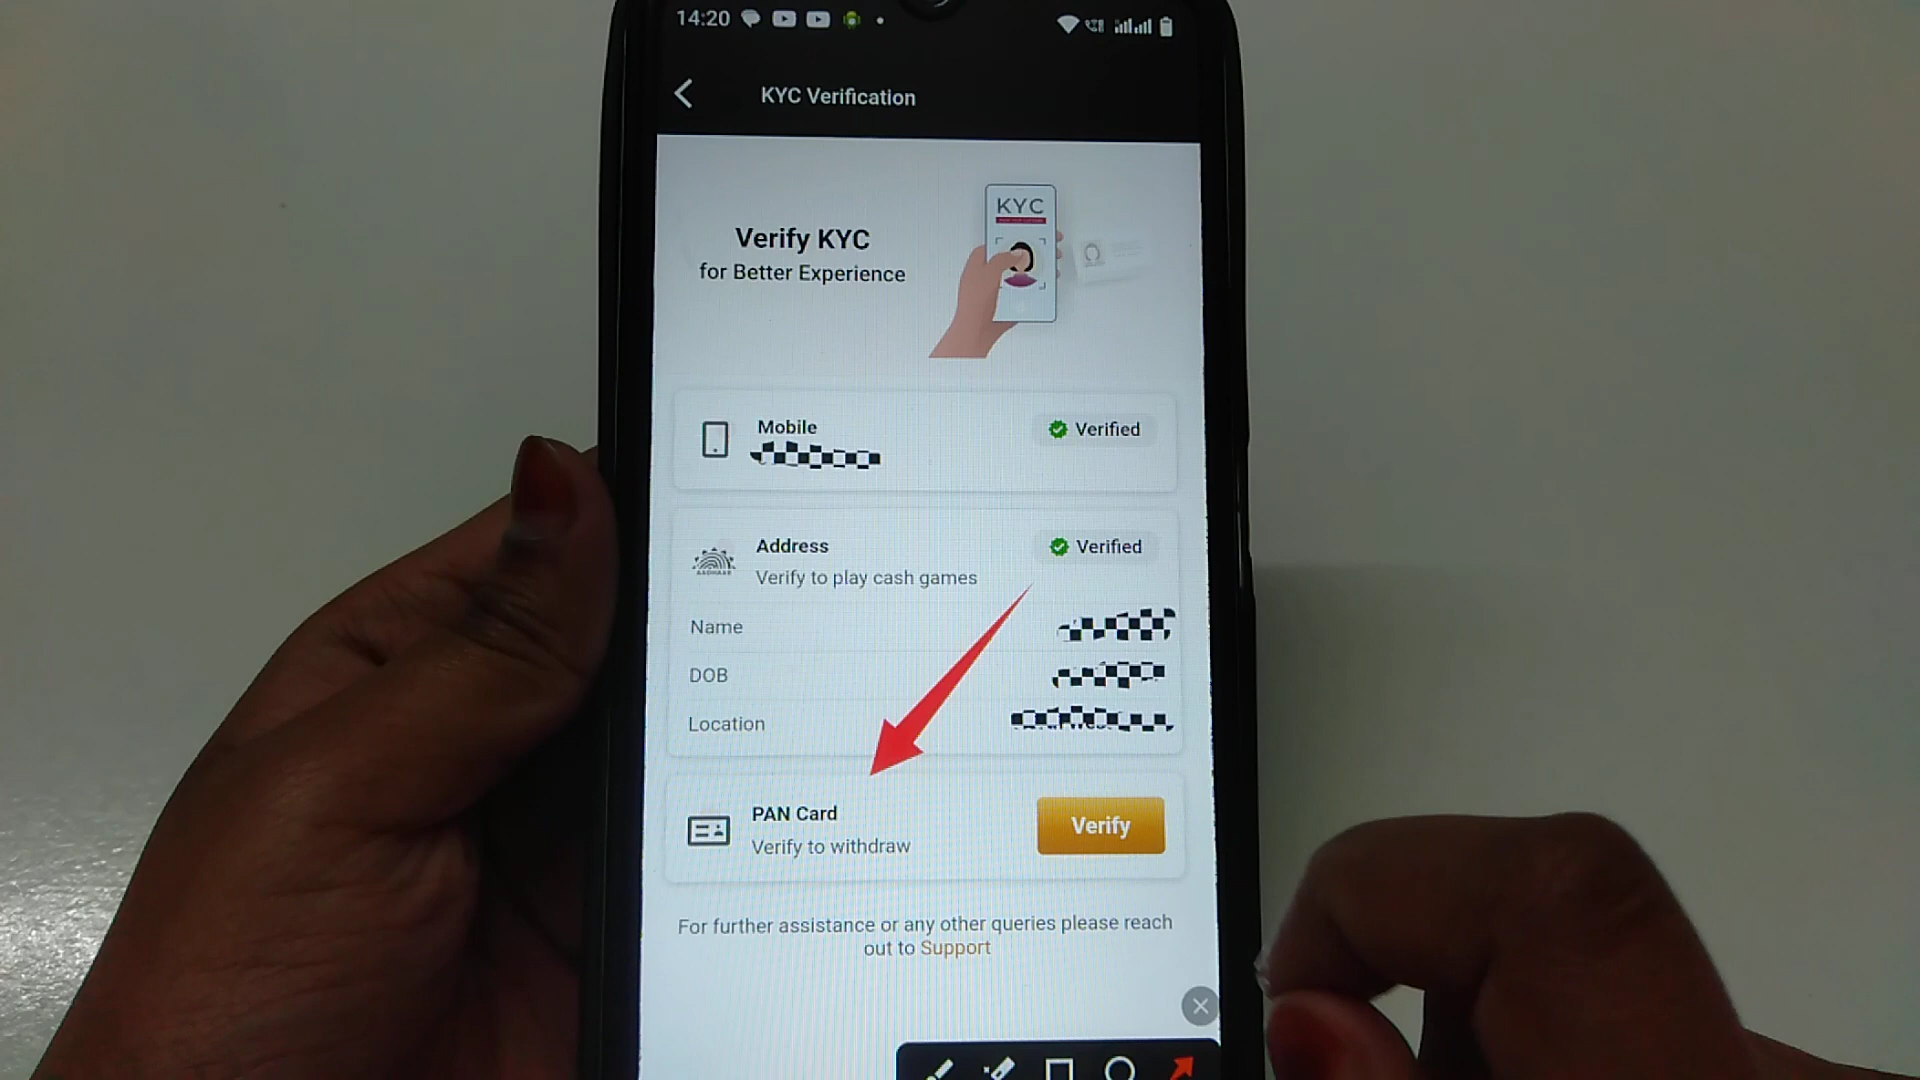 14:20
KYC Verification
Verify KYC
for Better Experience
KYC
Mobile
Verified
Address
Verified
AADHAAR
Verify to play cash games
Name
DOB
Location
PAN Card
Verify to withdraw
Verify
For further assistance or any other queries please reach
out to Support